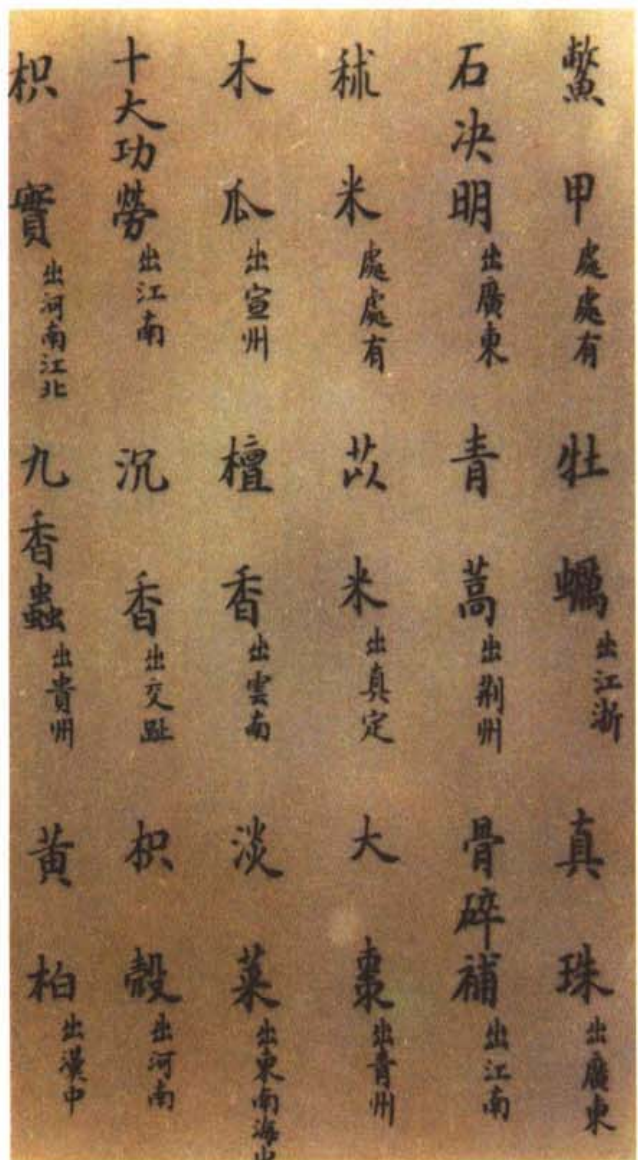 鱉甲處處有 牡蠣出江浙 真珠出廣東
石决明出廣東 青蒿出荆州 骨碎補出江南
秫米處處有 苡米出真定 大棗出青州
木瓜出宣州 檀香出雲南 淡菜出東南海
十大功勞出江南 沉香出交趾 枳殼出河南
枳實出河南江北 九香蟲出貴州 黃柏出漢中